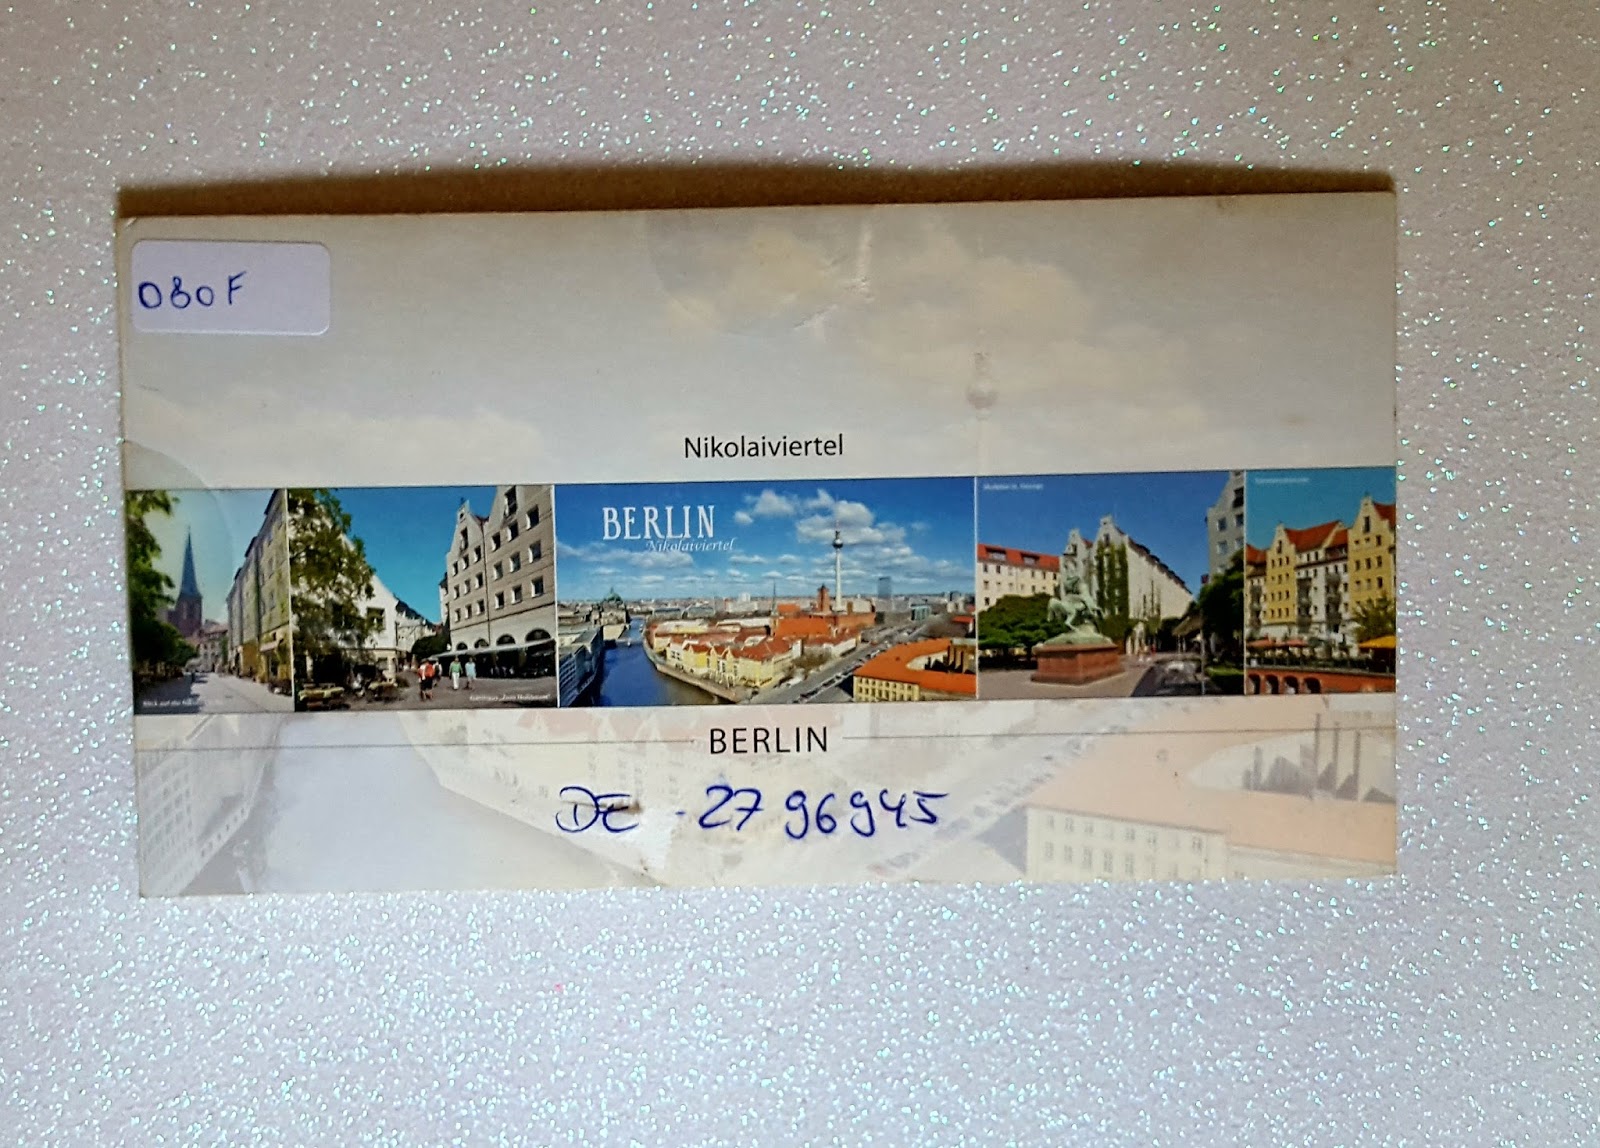 080F
Nikolaiviertel
BERLIN
Nikolaiviertel
BERLIN
DE - 2796945